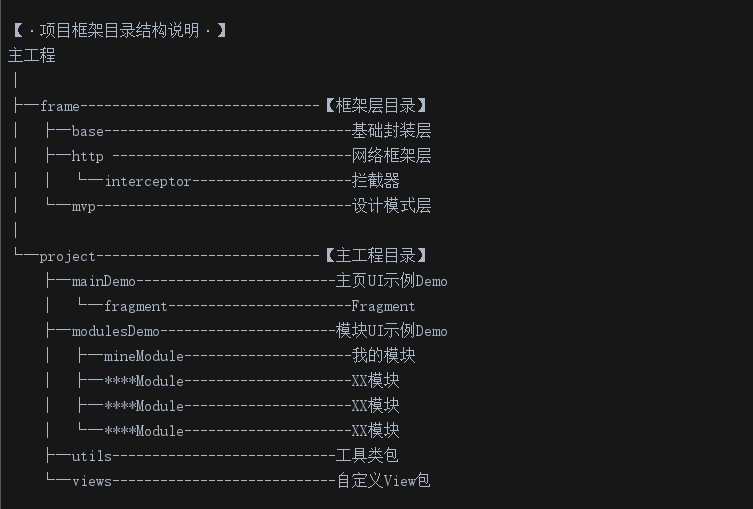 【·项目框架目录结构说明·】
主工程
│
├──frame------------------------------【框架层目录】
│   ├──base-------------------------------基础封装层
│   ├──http ------------------------------网络框架层
│   │   └──interceptor--------------------拦截器
│   └──mvp--------------------------------设计模式层
│
└──project----------------------------【主工程目录】
    ├──mainDemo-------------------------主页UI示例Demo
    │   └──fragment-----------------------Fragment
    ├──modulesDemo----------------------模块UI示例Demo
    │   ├──mineModule---------------------我的模块
    │   ├──****Module---------------------XX模块
    │   ├──****Module---------------------XX模块
    │   └──****Module---------------------XX模块
    ├──utils----------------------------工具类包
    └──views----------------------------自定义View包